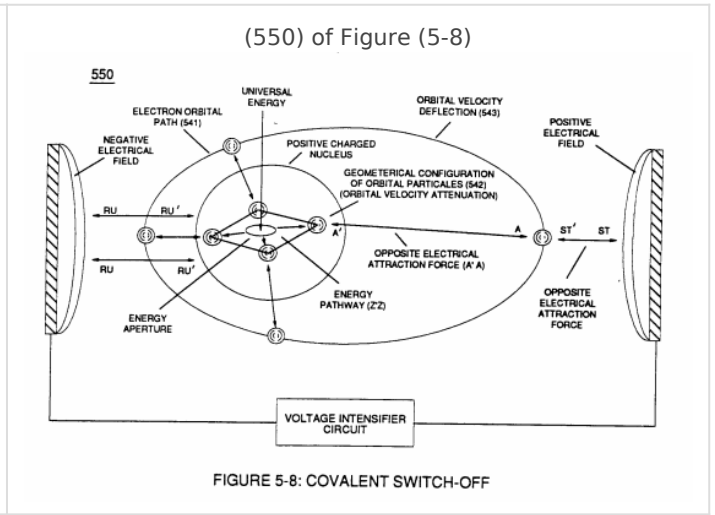 (550) of Figure (5-8)
550
UNIVERSAL
ENERGY
ELECTRON ORBITAL
PATH (541)
ORBITAL VELOCITY
DEFLECTION (543)
NEGATIVE
ELECTRICAL
FIELD
POSITIVE CHARGED
NUCLEUS
POSITIVE
ELECTRICAL
FIELD
GEOMETERICAL CONFIGURATION
OF ORBITAL PARTICALES (542)
(ORBITAL VELOCITY ATTENUATION)
RU RU'
A'
A
ST' ST
RU RU'
OPPOSITE ELECTRICAL
ATTRACTION FORCE (A' A)
ENERGY
APERTURE
ENERGY
PATHWAY (Z'Z)
OPPOSITE
ELECTRICAL
ATTRACTION
FORCE
VOLTAGE INTENSIFIER
CIRCUIT
FIGURE 5-8: COVALENT SWITCH-OFF